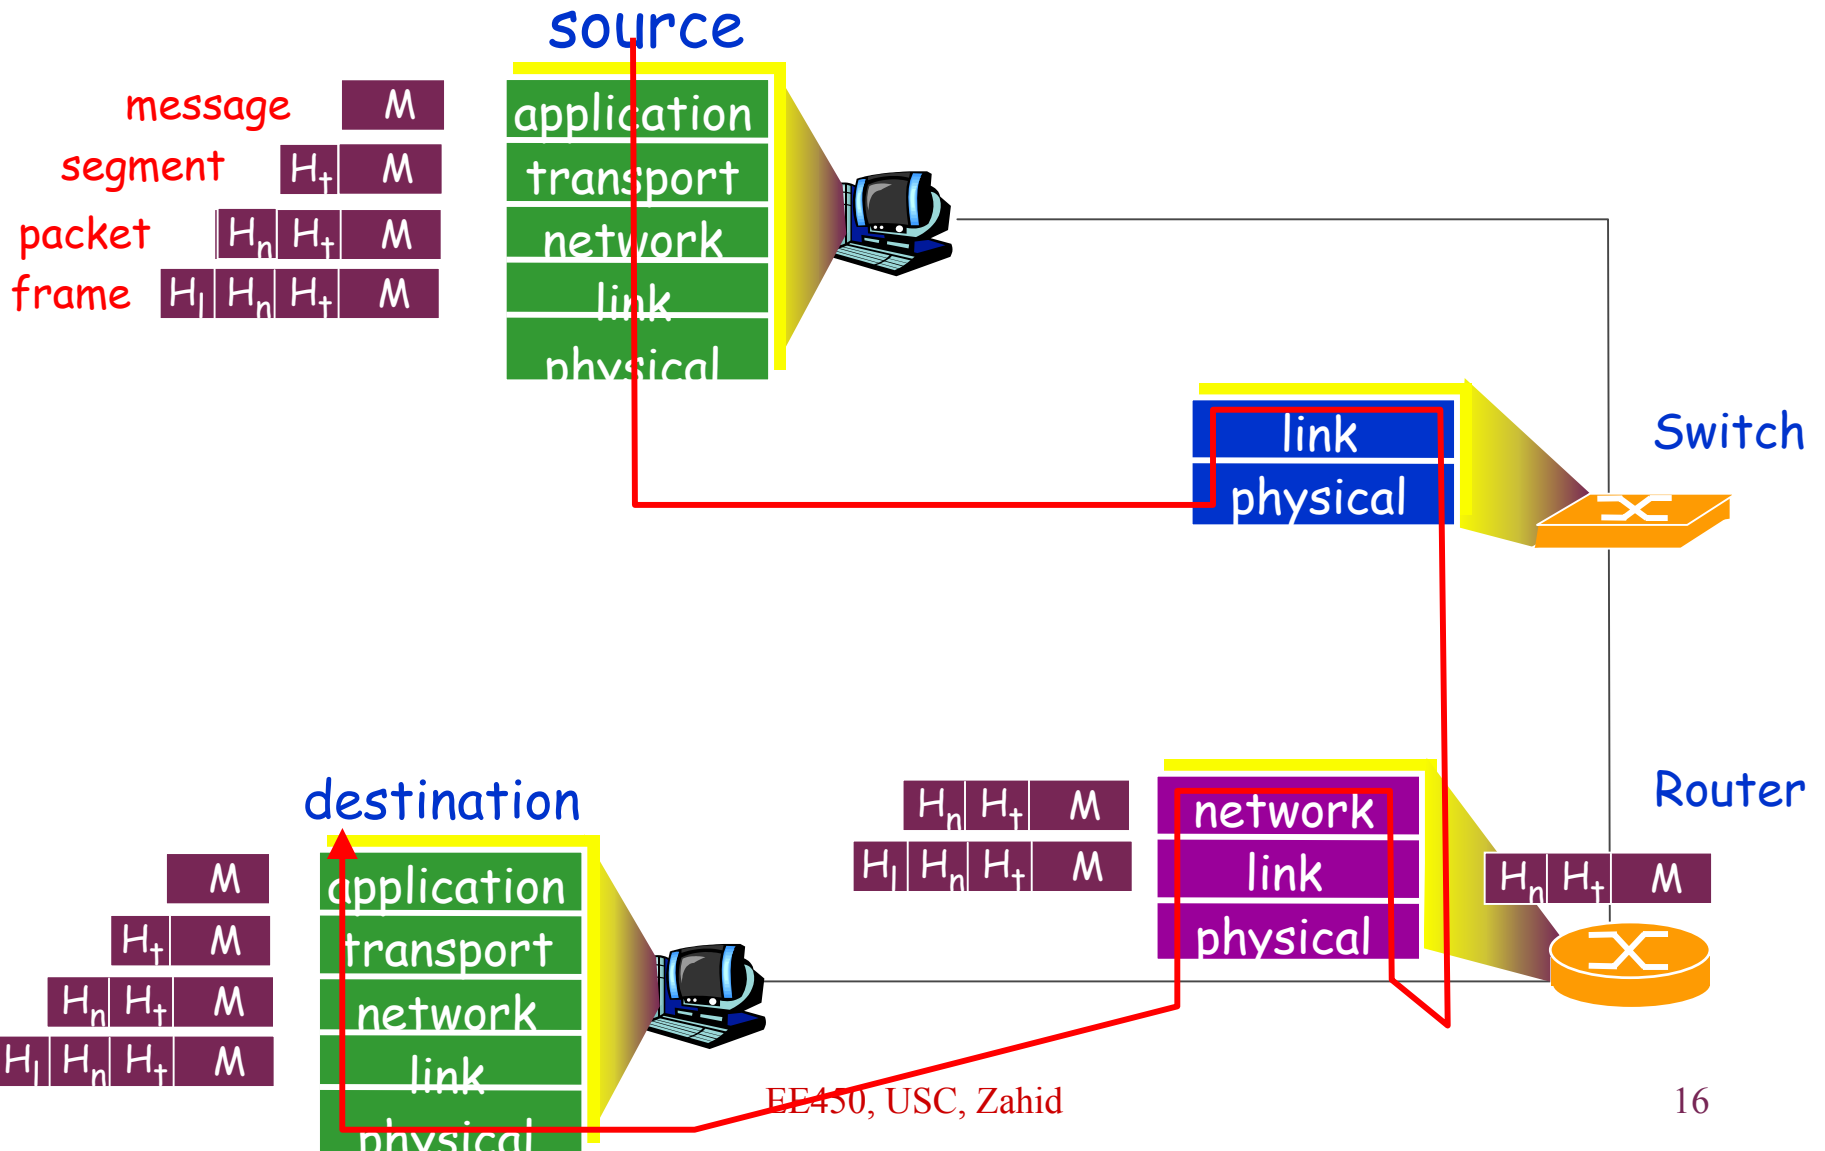 source
message M application
segment Ht M transport
packet Hn Ht M network
frame Hl Hn Ht M link
physical
link Switch
physical
destination
Hn Ht M network Router
Hl Hn Ht M link Hn Ht M
physical
M application
Ht M transport
Hn Ht M network
Hl Hn Ht M link
physical
EE450, USC, Zahid 16